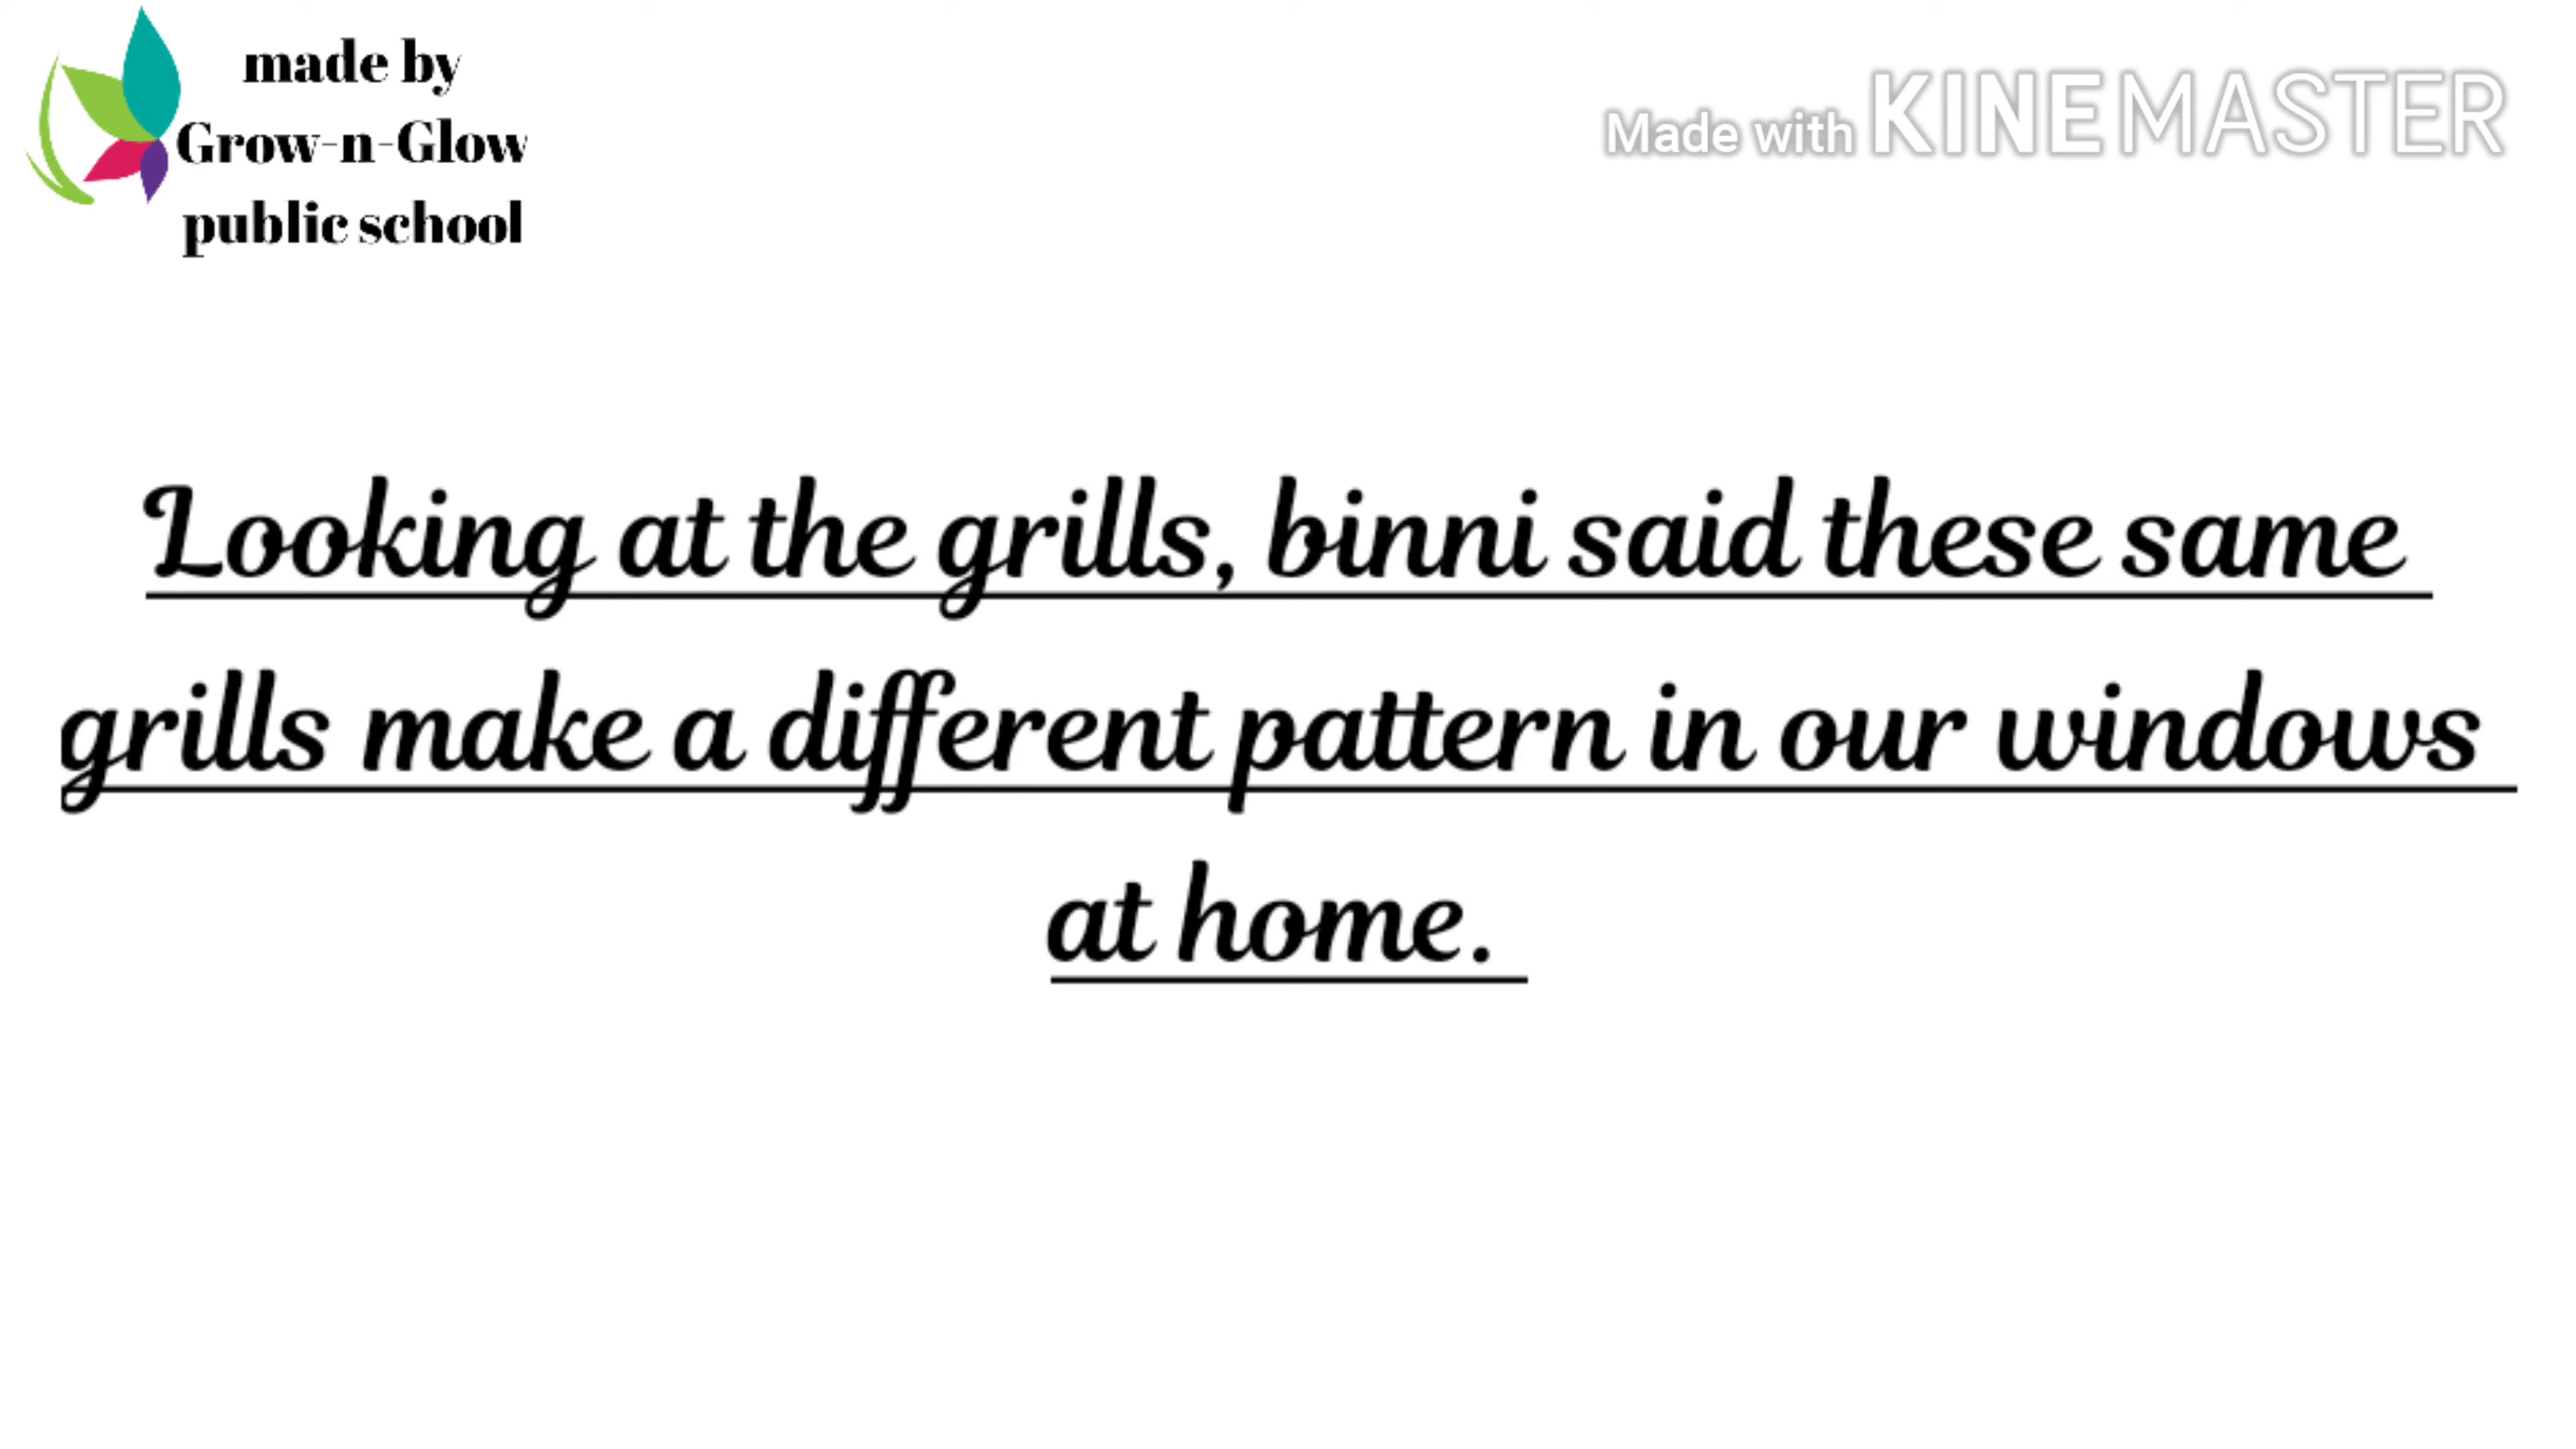 made by
Grow-n-Glow
public school
Made with KINEMASTER
Looking at the grills, binni said these same
grills make a different pattern in our windows
at home.